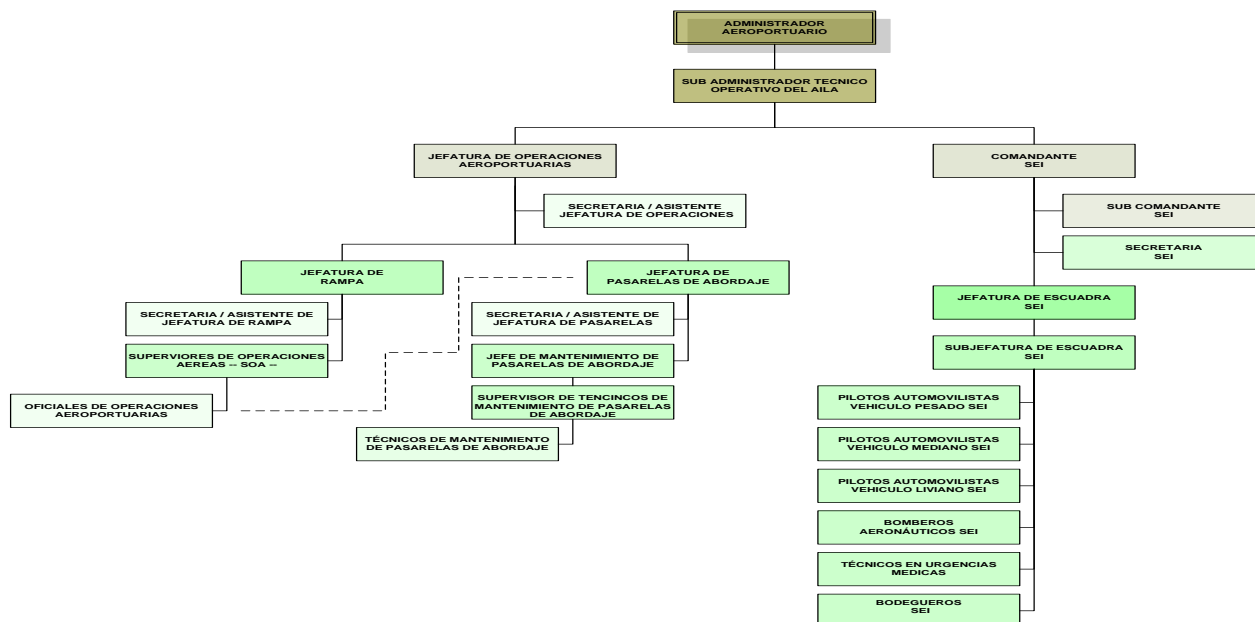 ADMINISTRADOR
AEROPORTUARIO
SUB ADMINISTRADOR TECNICO
OPERATIVO DEL AILA
JEFATURA DE OPERACIONES
AEROPORTUARIAS
COMANDANTE
SEI
SECRETARIA / ASISTENTE
JEFATURA DE OPERACIONES
SUB COMANDANTE
SEI
SECRETARIA
SEI
JEFATURA DE
RAMPA
JEFATURA DE
PASARELAS DE ABORDAJE
JEFATURA DE ESCUADRA
SEI
SECRETARIA / ASISTENTE DE
JEFATURA DE RAMPA
SECRETARIA / ASISTENTE DE
JEFATURA DE PASARELAS
SUBJEFATURA DE ESCUADRA
SEI
SUPERVIORES DE OPERACIONES
AEREAS -- SOA --
JEFE DE MANTENIMIENTO DE
PASARELAS DE ABORDAJE
OFICIALES DE OPERACIONES
AEROPORTUARIAS
SUPERVISOR DE TENCINCOS DE
MANTENIMIENTO DE PASARELAS
DE ABORDAJE
TÉCNICOS DE MANTENIMIENTO
DE PASARELAS DE ABORDAJE
PILOTOS AUTOMOVILISTAS
VEHICULO PESADO SEI
PILOTOS AUTOMOVILISTAS
VEHICULO MEDIANO SEI
PILOTOS AUTOMOVILISTAS
VEHICULO LIVIANO SEI
BOMBEROS
AERONÁUTICOS SEI
TÉCNICOS EN URGENCIAS
MEDICAS
BODEGUEROS
SEI